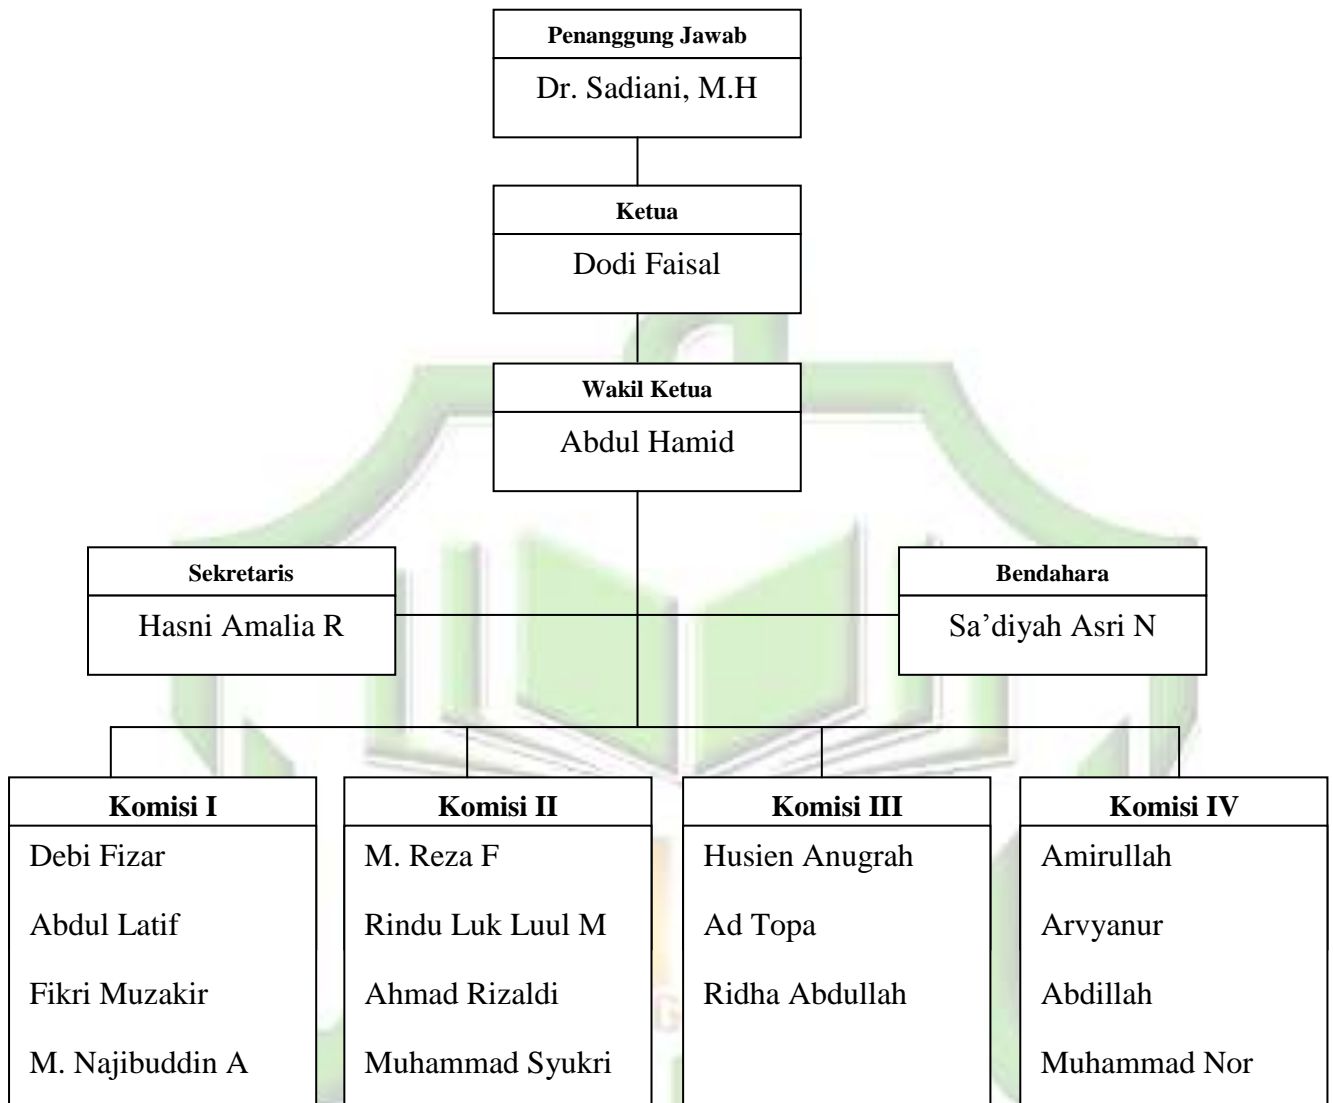 Penanggung Jawab
Dr. Sadiani, M.H
Ketua
Dodi Faisal
Wakil Ketua
Abdul Hamid
Sekretaris
Hasni Amalia R
Bendahara
Sa’diyah Asri N
Komisi I
Debi Fizar
Abdul Latif
Fikri Muzakir
M. Najibuddin A
Komisi II
M. Reza F
Rindu Luk Luul M
Ahmad Rizaldi
Muhammad Syukri
Komisi III
Husien Anugrah
Ad Topa
Ridha Abdullah
Komisi IV
Amirullah
Arvyanur
Abdillah
Muhammad Nor